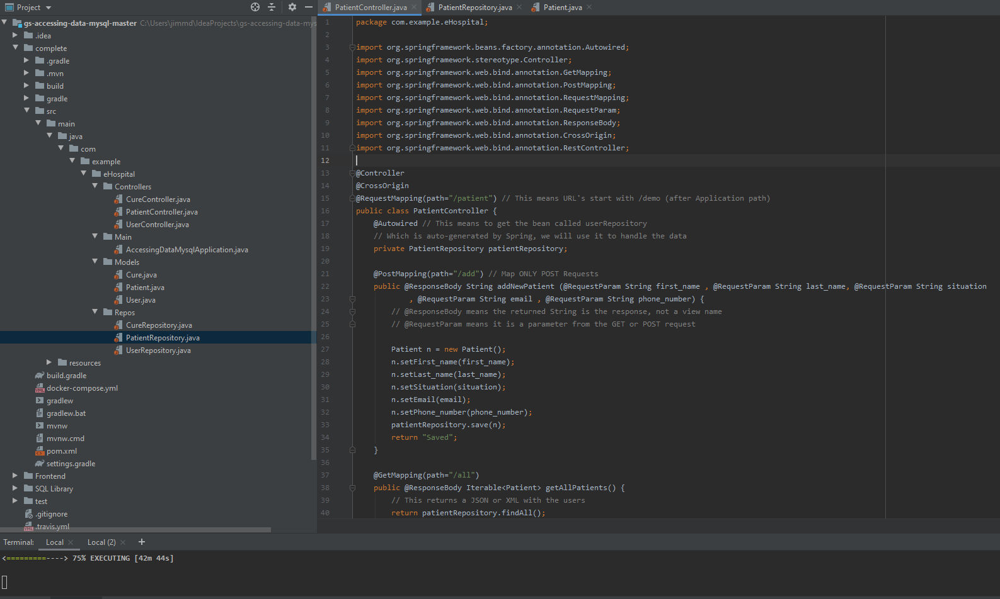 Project
gs-accessing-data-mysql-master C:\Users\jimmd\IdeaProjects\gs-accessing-data-mys
.idea
complete
.gradle
.mvn
build
gradle
src
main
java
com
example
eHospital
Controllers
CureController.java
PatientController.java
UserController.java
Main
AccessingDataMysqlApplication.java
Models
Cure.java
Patient.java
User.java
Repos
CureRepository.java
PatientRepository.java
UserRepository.java
resources
build.gradle
docker-compose.yml
gradlew
gradlew.bat
mvnw
mvnw.cmd
pom.xml
settings.gradle
Frontend
SQL Library
test
.gitignore
.travis.yml
PatientController.java PatientRepository.java Patient.java
1 package com.example.eHospital;
2
3 import org.springframework.beans.factory.annotation.Autowired;
4 import org.springframework.stereotype.Controller;
5 import org.springframework.web.bind.annotation.GetMapping;
6 import org.springframework.web.bind.annotation.PostMapping;
7 import org.springframework.web.bind.annotation.RequestMapping;
8 import org.springframework.web.bind.annotation.RequestParam;
9 import org.springframework.web.bind.annotation.ResponseBody;
10 import org.springframework.web.bind.annotation.CrossOrigin;
11 import org.springframework.web.bind.annotation.RestController;
12
13 @Controller
14 @CrossOrigin
15 @RequestMapping(path="/patient") // This means URL's start with /demo (after Application path)
16 public class PatientController {
17 @Autowired // This means to get the bean called userRepository
18 // Which is auto-generated by Spring, we will use it to handle the data
19 private PatientRepository patientRepository;
20
21 @PostMapping(path="/add") // Map ONLY POST Requests
22 public @ResponseBody String addNewPatient (@RequestParam String first_name , @RequestParam String last_name, @RequestParam String situation
23 , @RequestParam String email , @RequestParam String phone_number) {
24 // @ResponseBody means the returned String is the response, not a view name
25 // @RequestParam means it is a parameter from the GET or POST request
26
27 Patient n = new Patient();
28 n.setFirst_name(first_name);
29 n.setLast_name(last_name);
30 n.setSituation(situation);
31 n.setEmail(email);
32 n.setPhone_number(phone_number);
33 patientRepository.save(n);
34 return "Saved";
35 }
36
37 @GetMapping(path="/all")
38 public @ResponseBody Iterable<Patient> getAllPatients() {
39 // This returns a JSON or XML with the users
40 return patientRepository.findAll();
Terminal: Local Local (2) +
<=========----> 75% EXECUTING [42m 44s]